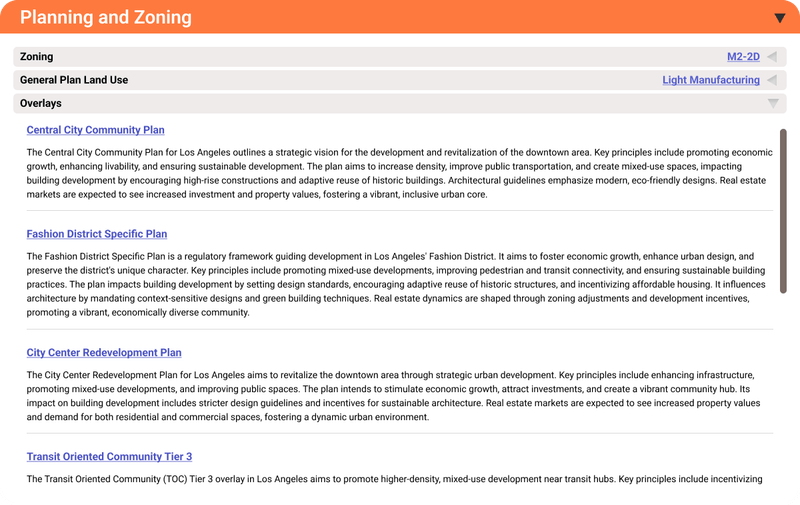 Planning and Zoning
Zoning M2-2D
General Plan Land Use Light Manufacturing
Overlays
Central City Community Plan
The Central City Community Plan for Los Angeles outlines a strategic vision for the development and revitalization of the downtown area. Key principles include promoting economic
growth, enhancing livability, and ensuring sustainable development. The plan aims to increase density, improve public transportation, and create mixed-use spaces, impacting
building development by encouraging high-rise constructions and adaptive reuse of historic buildings. Architectural guidelines emphasize modern, eco-friendly designs. Real estate
markets are expected to see increased investment and property values, fostering a vibrant, inclusive urban core.
Fashion District Specific Plan
The Fashion District Specific Plan is a regulatory framework guiding development in Los Angeles' Fashion District. It aims to foster economic growth, enhance urban design, and
preserve the district's unique character. Key principles include promoting mixed-use developments, improving pedestrian and transit connectivity, and ensuring sustainable building
practices. The plan impacts building development by setting design standards, encouraging adaptive reuse of historic structures, and incentivizing affordable housing. It influences
architecture by mandating context-sensitive designs and green building techniques. Real estate dynamics are shaped through zoning adjustments and development incentives,
promoting a vibrant, economically diverse community.
City Center Redevelopment Plan
The City Center Redevelopment Plan for Los Angeles aims to revitalize the downtown area through strategic urban development. Key principles include enhancing infrastructure,
promoting mixed-use developments, and improving public spaces. The plan intends to stimulate economic growth, attract investments, and create a vibrant community hub. Its
impact on building development includes stricter design guidelines and incentives for sustainable architecture. Real estate markets are expected to see increased property values
and demand for both residential and commercial spaces, fostering a dynamic urban environment.
Transit Oriented Community Tier 3
The Transit Oriented Community (TOC) Tier 3 overlay in Los Angeles aims to promote higher-density, mixed-use development near transit hubs. Key principles include incentivizing